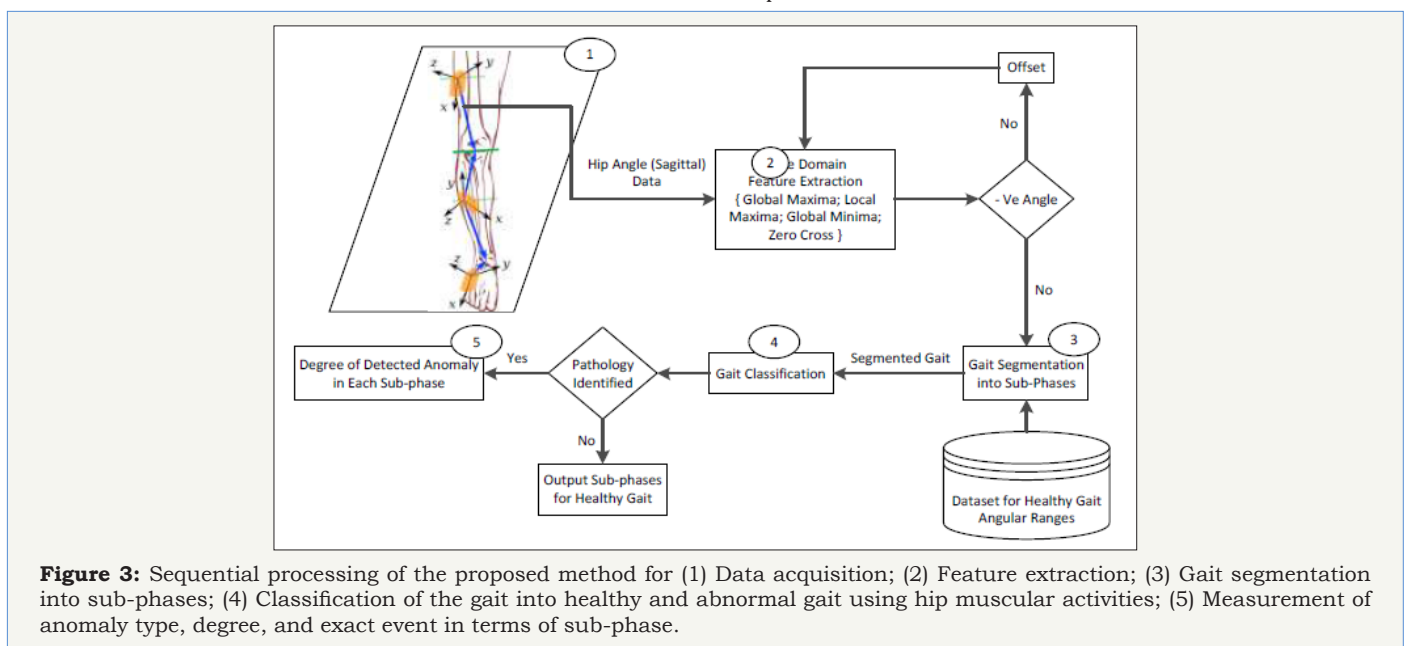 1
z
y
x
y
x
z
z
y
x
Hip Angle (Sagittal)
Data
2
e Domain
Feature Extraction
{ Global Maxima; Local
Maxima; Global Minima;
Zero Cross }
Offset
No
- Ve Angle
No
3
Gait Segmentation
into Sub-Phases
Dataset for Healthy Gait
Angular Ranges
Segmented Gait
4
Gait Classification
Pathology
Identified
Yes
5
Degree of Detected Anomaly
in Each Sub-phase
No
Output Sub-phases
for Healthy Gait
Figure 3: Sequential processing of the proposed method for (1) Data acquisition; (2) Feature extraction; (3) Gait segmentation
into sub-phases; (4) Classification of the gait into healthy and abnormal gait using hip muscular activities; (5) Measurement of
anomaly type, degree, and exact event in terms of sub-phase.